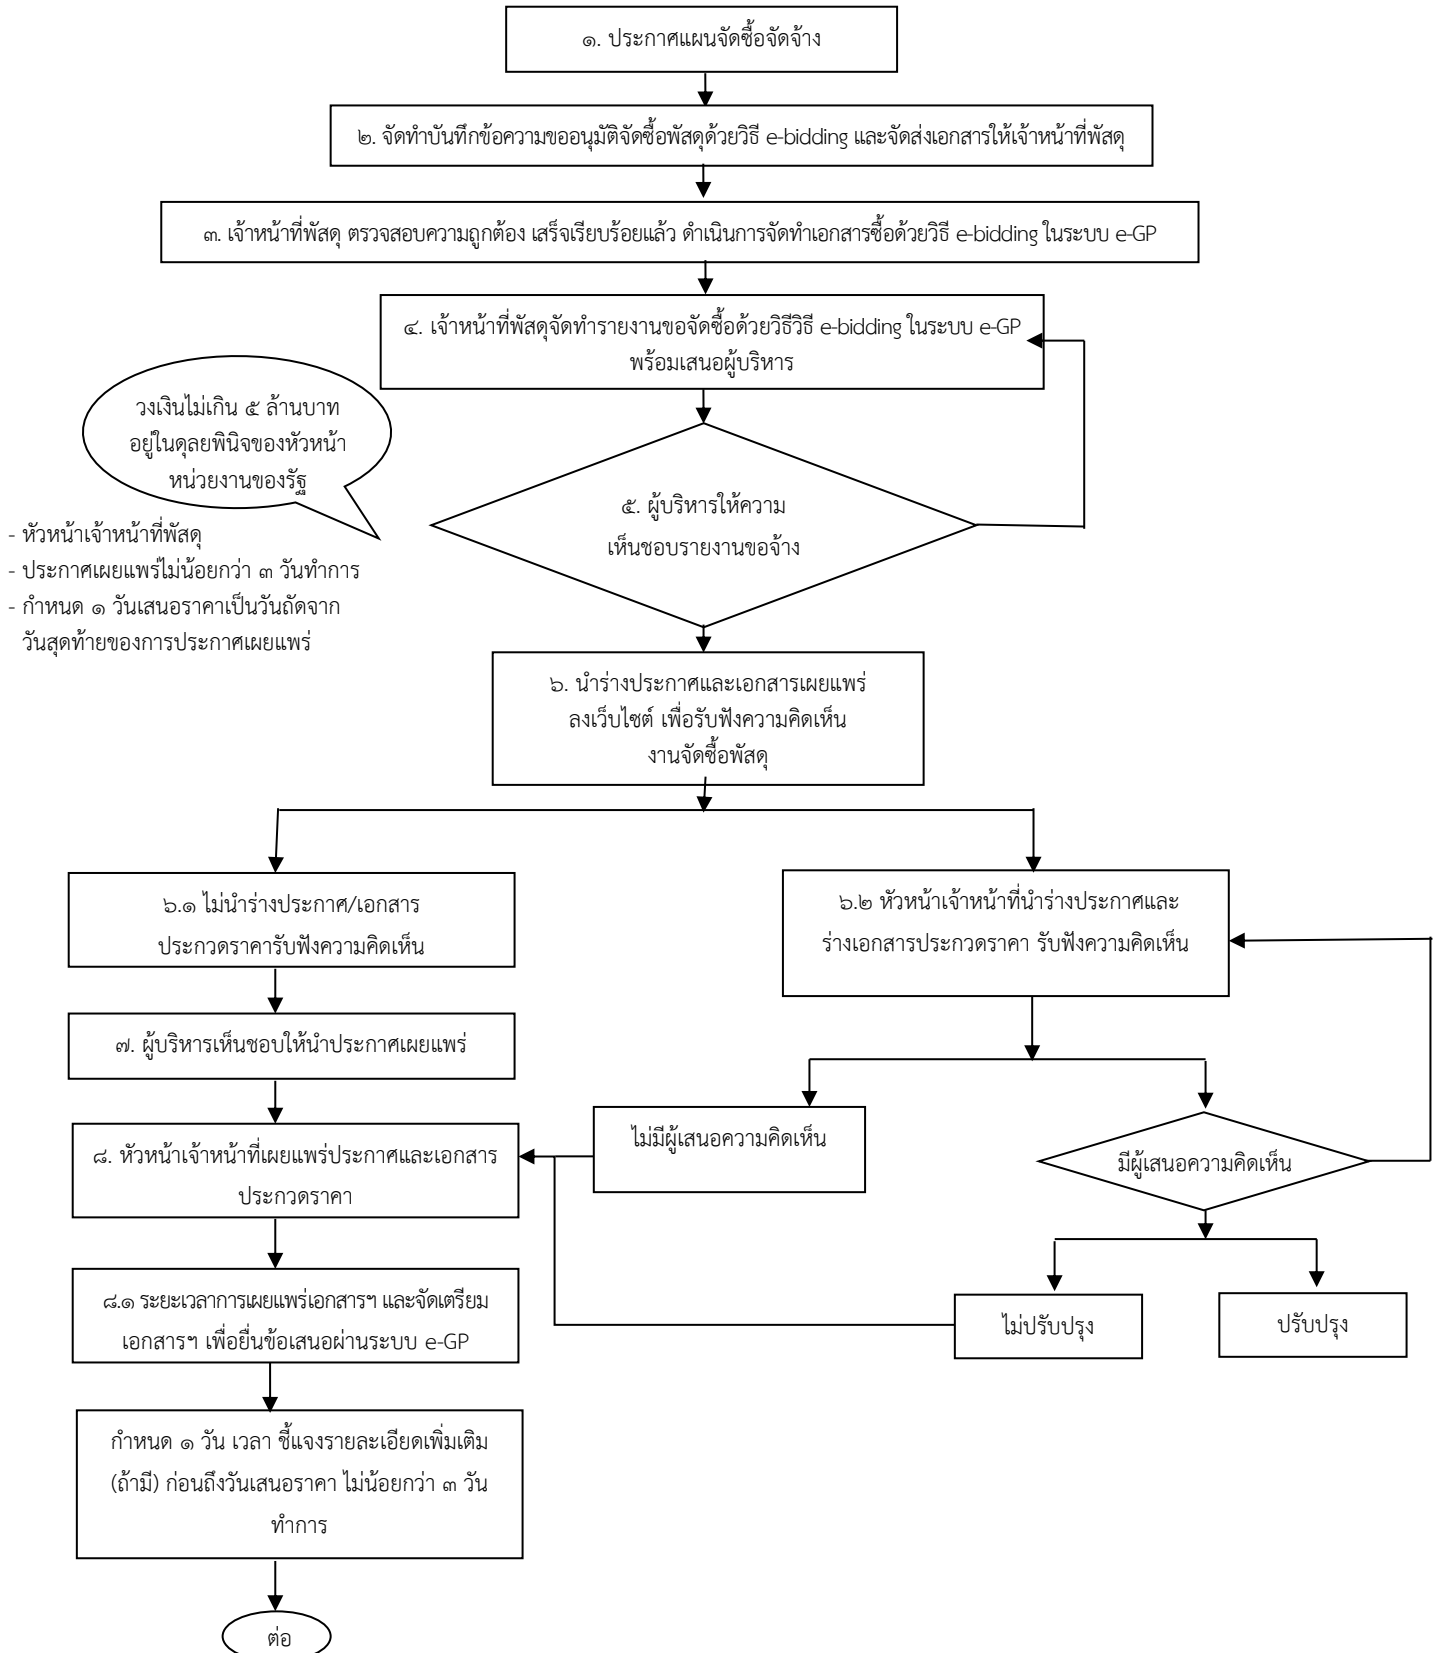 ๑. ประกาศแผนจัดซื้อจัดจ้าง
๒. จัดทำบันทึกข้อความขออนุมัติจัดซื้อพัสดุด้วยวิธี e-bidding และจัดส่งเอกสารให้เจ้าหน้าที่พัสดุ
๓. เจ้าหน้าที่พัสดุ ตรวจสอบความถูกต้อง เสร็จเรียบร้อยแล้ว ดำเนินการจัดทำเอกสารซื้อด้วยวิธี e-bidding ในระบบ e-GP
๔. เจ้าหน้าที่พัสดุจัดทำรายงานขอจัดซื้อด้วยวิธีวิธี e-bidding ในระบบ e-GP
พร้อมเสนอผู้บริหาร
วงเงินไม่เกิน ๕ ล้านบาท
อยู่ในดุลยพินิจของหัวหน้า
หน่วยงานของรัฐ
- หัวหน้าเจ้าหน้าที่พัสดุ
- ประกาศเผยแพร่ไม่น้อยกว่า ๓ วันทำการ
- กำหนด ๑ วันเสนอราคาเป็นวันถัดจาก
วันสุดท้ายของการประกาศเผยแพร่
๕. ผู้บริหารให้ความ
เห็นชอบรายงานขอจ้าง
๖. นำร่างประกาศและเอกสารเผยแพร่
ลงเว็บไซต์ เพื่อรับฟังความคิดเห็น
งานจัดซื้อพัสดุ
๖.๑ ไม่นำร่างประกาศ/เอกสาร
ประกวดราคารับฟังความคิดเห็น
๖.๒ หัวหน้าเจ้าหน้าที่นำร่างประกาศและ
ร่างเอกสารประกวดราคา รับฟังความคิดเห็น
๗. ผู้บริหารเห็นชอบให้นำประกาศเผยแพร่
๘. หัวหน้าเจ้าหน้าที่เผยแพร่ประกาศและเอกสาร
ประกวดราคา
ไม่มีผู้เสนอความคิดเห็น
มีผู้เสนอความคิดเห็น
๘.๑ ระยะเวลาการเผยแพร่เอกสารฯ และจัดเตรียม
เอกสารฯ เพื่อยื่นข้อเสนอผ่านระบบ e-GP
ไม่ปรับปรุง
ปรับปรุง
กำหนด ๑ วัน เวลา ชี้แจงรายละเอียดเพิ่มเติม
(ถ้ามี) ก่อนถึงวันเสนอราคา ไม่น้อยกว่า ๓ วัน
ทำการ
ต่อ